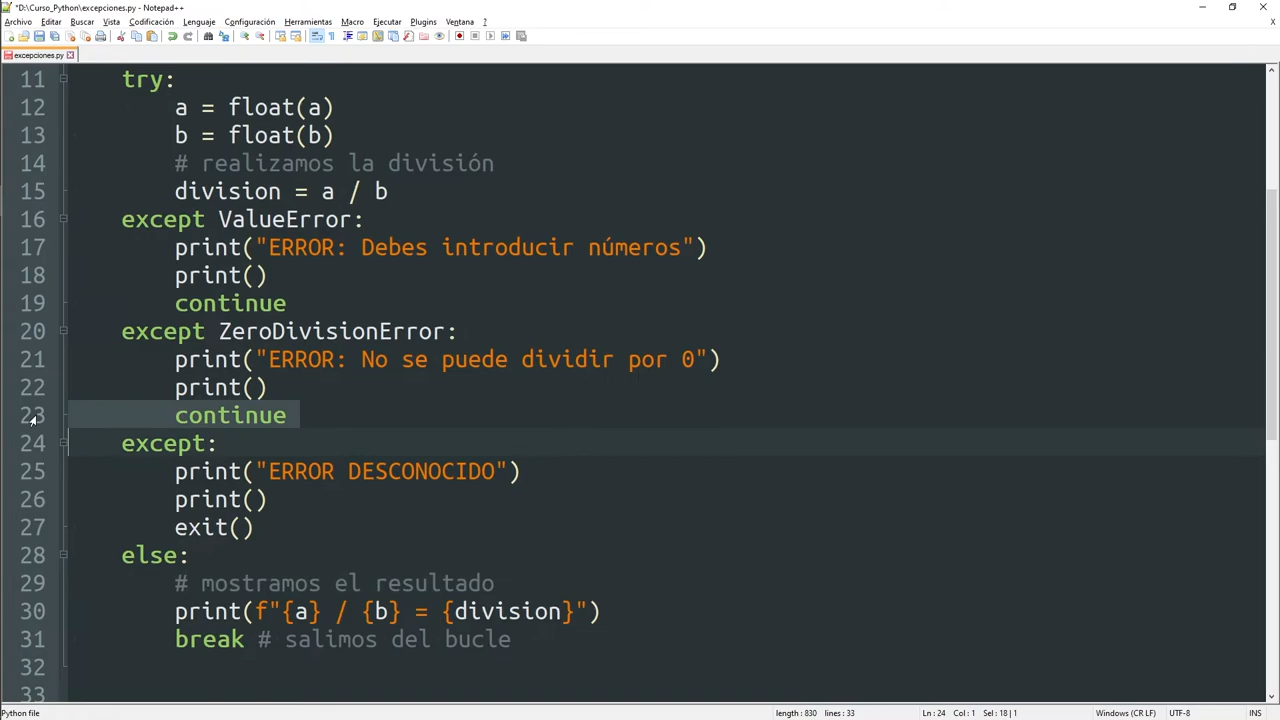 *D:\Curso_Python\excepciones.py - Notepad++
Archivo Editar Buscar Vista Codificación Lenguaje Configuración Herramientas Macro Ejecutar Plugins Ventana ?
X
excepciones.py
11 try:
12 a = float(a)
13 b = float(b)
14 # realizamos la división
15 division = a / b
16 except ValueError:
17 print("ERROR: Debes introducir números")
18 print()
19 continue
20 except ZeroDivisionError:
21 print("ERROR: No se puede dividir por 0")
22 print()
23 continue
24 except:
25 print("ERROR DESCONOCIDO")
26 print()
27 exit()
28 else:
29 # mostramos el resultado
30 print(f"{a} / {b} = {division}")
31 break # salimos del bucle
32
33
Python file length : 830 lines : 33 Ln : 24 Col : 1 Sel : 18 | 1 Windows (CR LF) UTF-8 INS